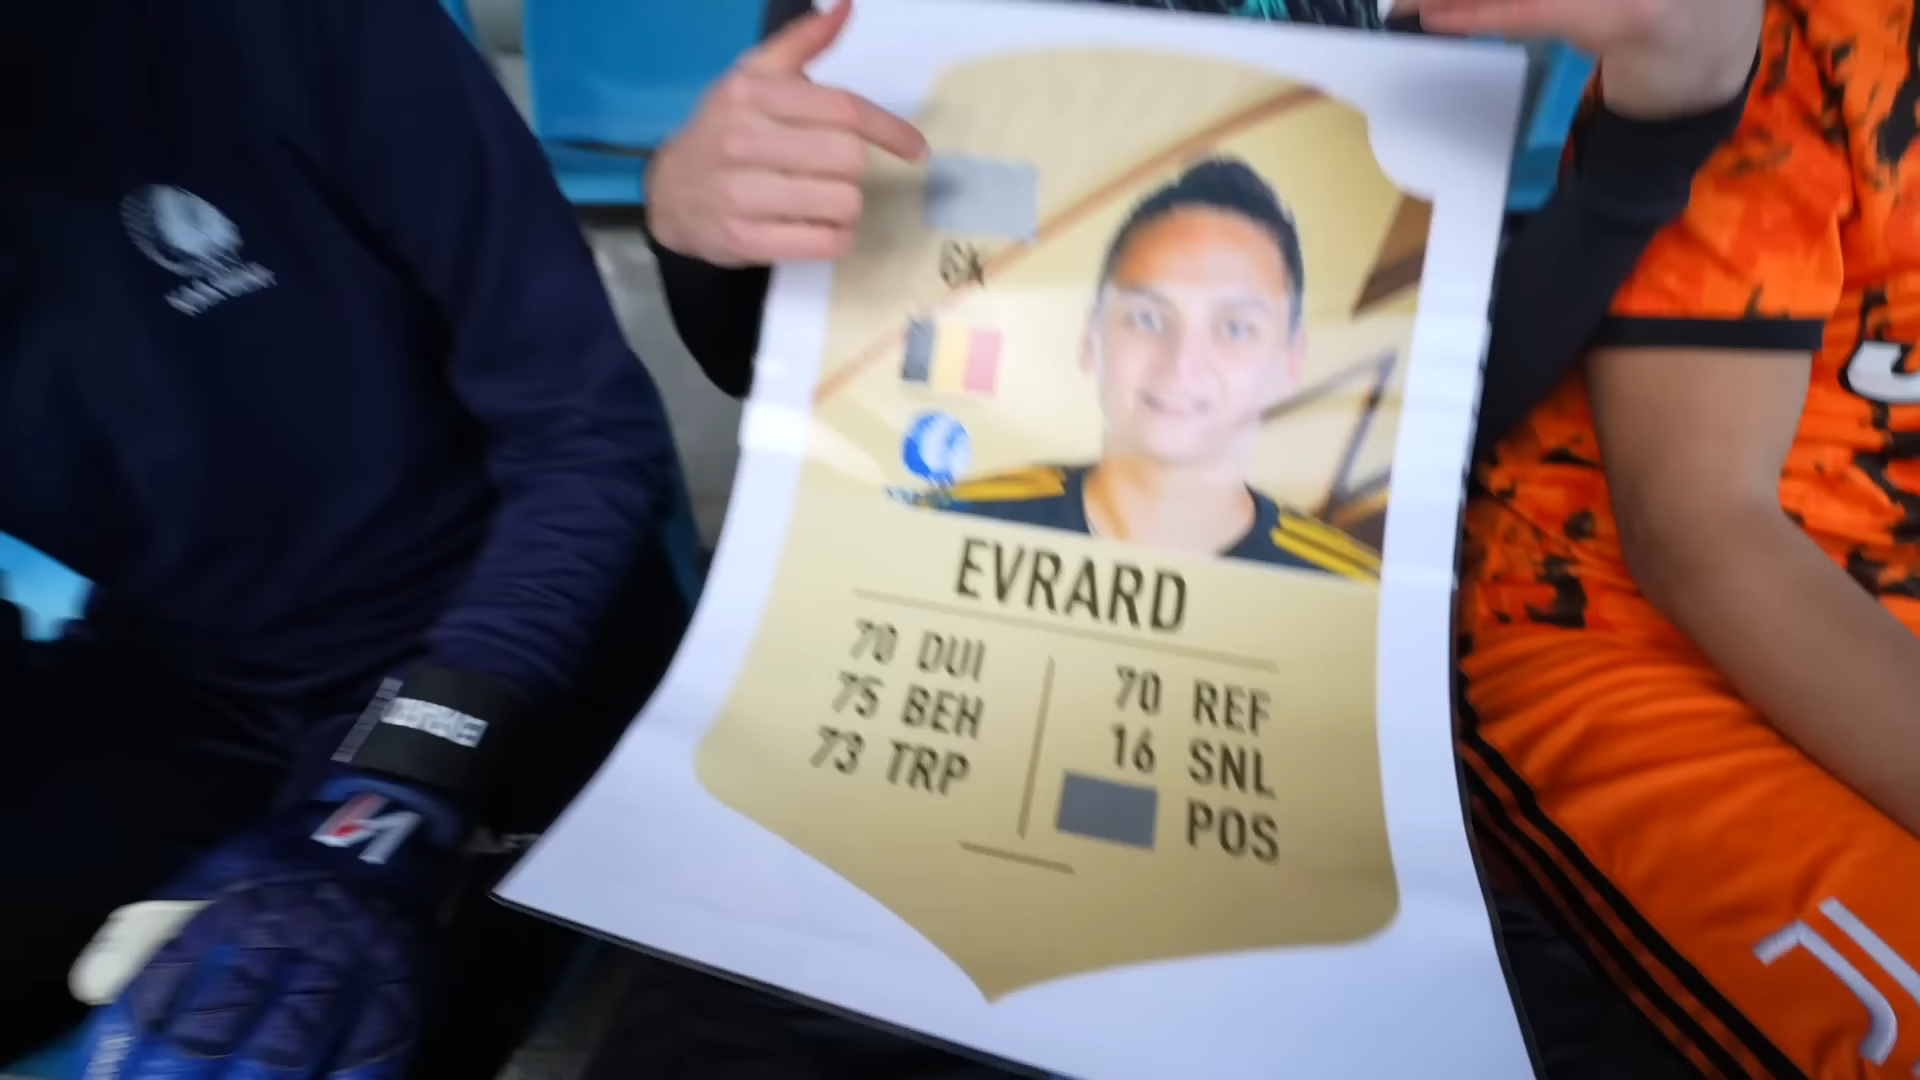 GK
EVRARD
70 DUI
75 BEH
73 TRP
70 REF
16 SNL
POS